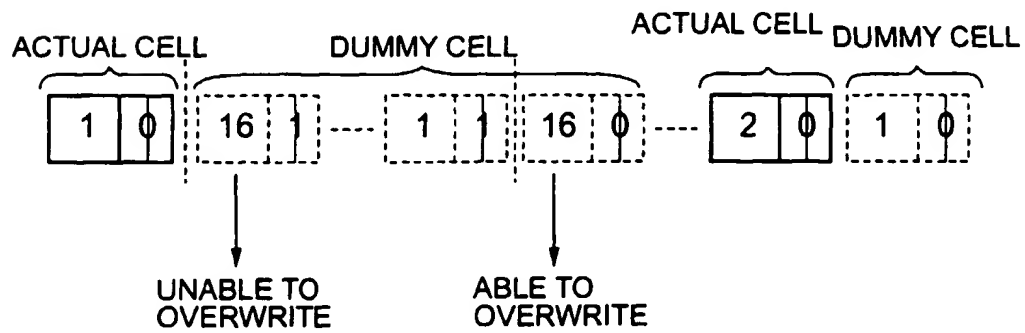 ACTUAL CELL DUMMY CELL ACTUAL CELL DUMMY CELL
1 0 16 1 1 1 16 0 2 0 1 0
UNABLE TO OVERWRITE
ABLE TO OVERWRITE